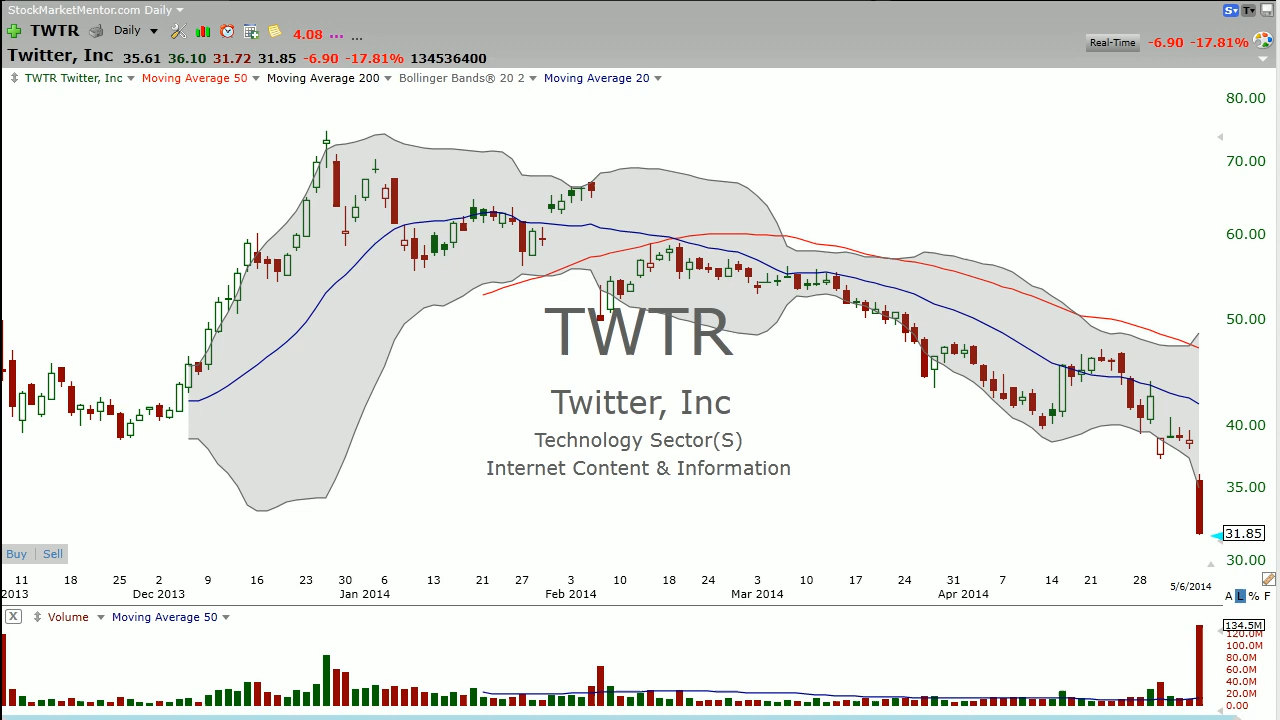 StockMarketMentor.com Daily
S T
TWTR Daily 4.08 ... ...
Twitter, Inc 35.61 36.10 31.72 31.85 -6.90 -17.81% 134536400 Real-Time -6.90 -17.81%
TWTR Twitter, Inc Moving Average 50 Moving Average 200 Bollinger Bands® 20 2 Moving Average 20
80.00
70.00
60.00
50.00
TWTR
Twitter, Inc
40.00
Technology Sector(S)
Internet Content & Information
35.00
31.85
Buy Sell
30.00
11 18 25 2 9 16 23 30 6 13 21 27 3 10 18 24 3 10 17 24 31 7 14 21 28 5/6/2014
2013 Dec 2013 Jan 2014 Feb 2014 Mar 2014 Apr 2014 A L % F
X Volume Moving Average 50
134.5M
120.0M
100.0M
80.0M
60.0M
40.0M
20.0M
0.00